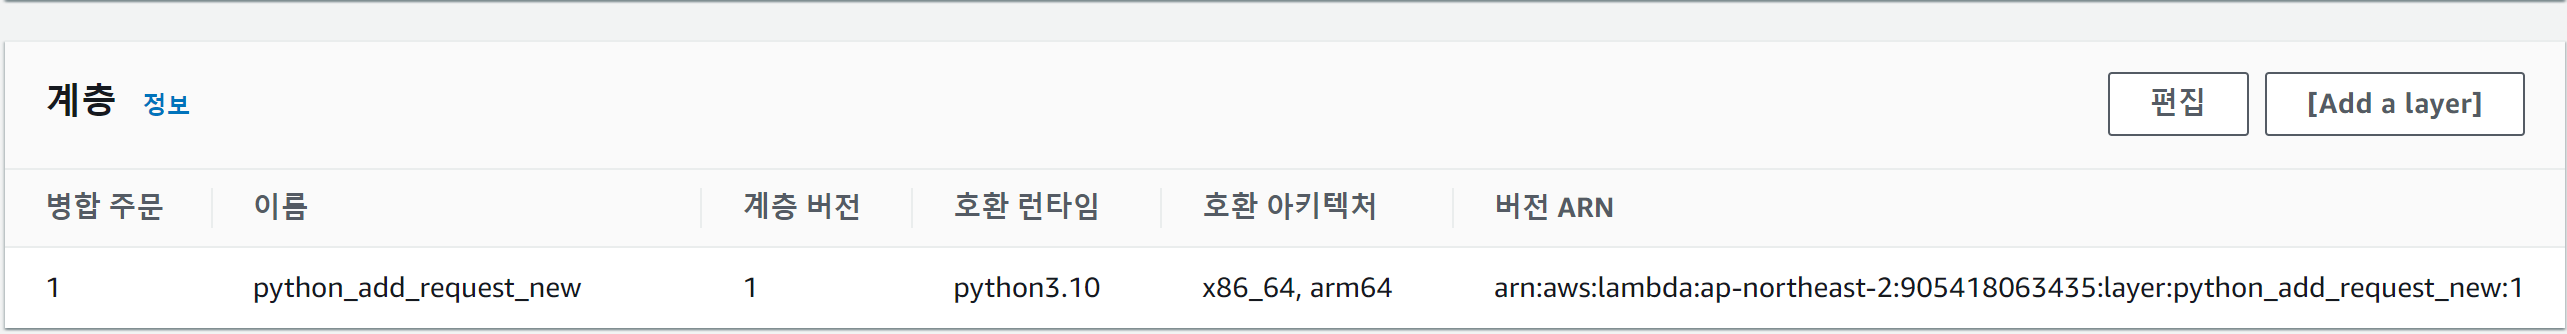 계층 정보 편집 [Add a layer]
병합 주문 이름 계층 버전 호환 런타임 호환 아키텍처 버전 ARN
1 python_add_request_new 1 python3.10 x86_64, arm64 arn:aws:lambda:ap-northeast-2:905418063435:layer:python_add_request_new:1